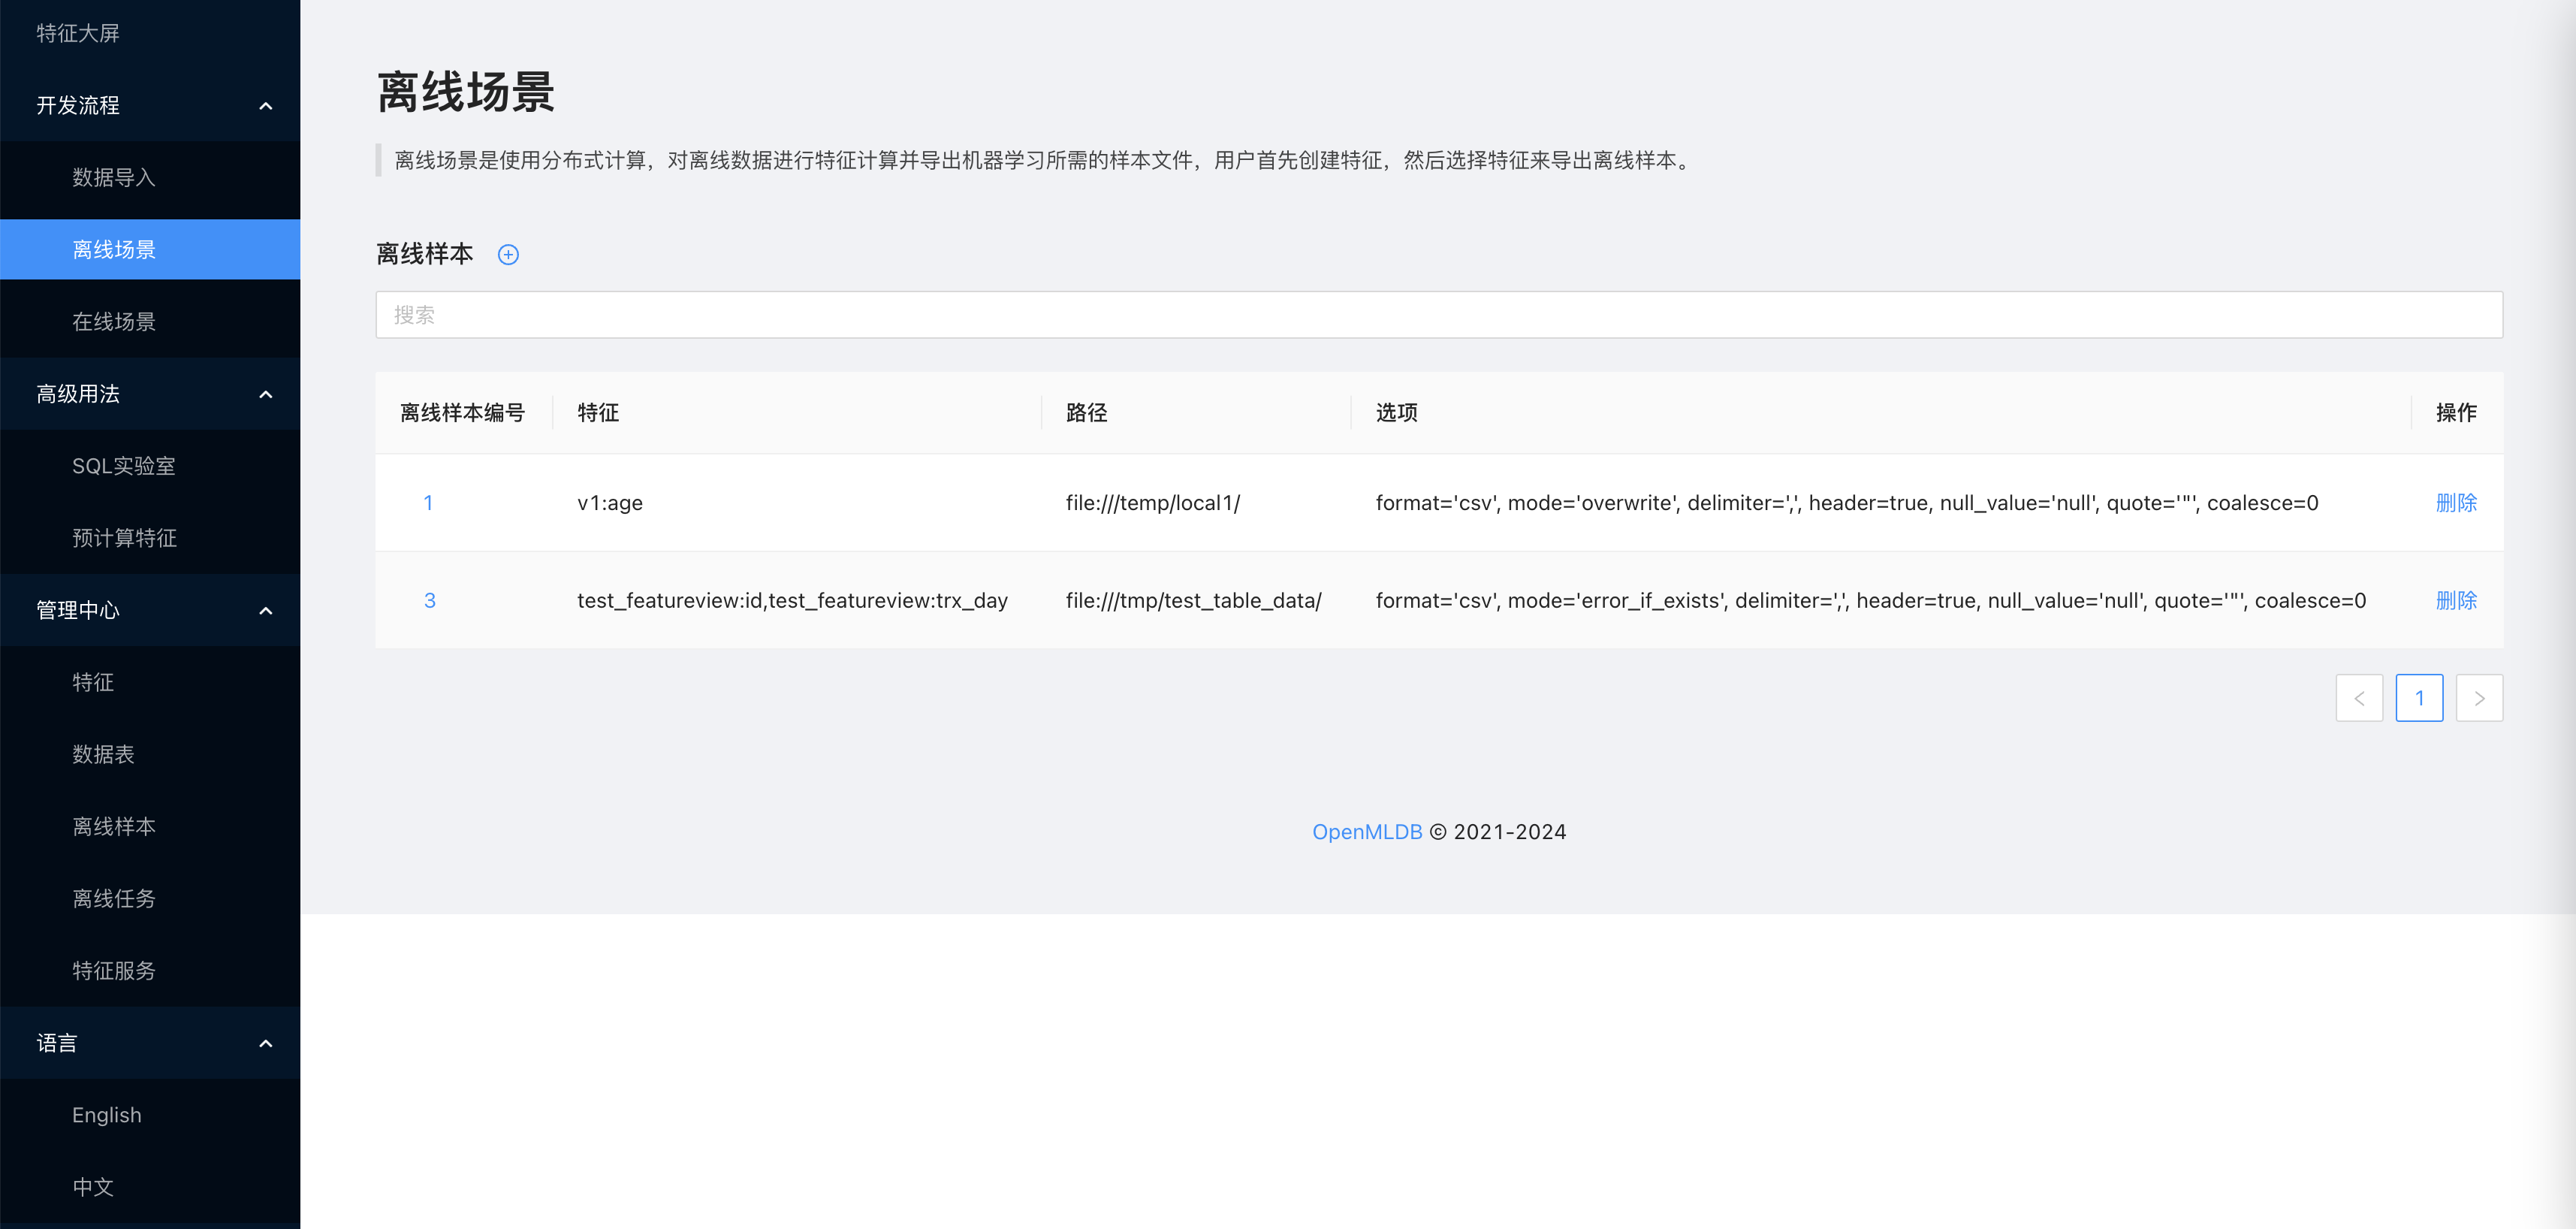 特征大屏
开发流程
数据导入
离线场景
在线场景
高级用法
SQL实验室
预计算特征
管理中心
特征
数据表
离线样本
离线任务
特征服务
语言
English
中文
离线场景
离线场景是使用分布式计算，对离线数据进行特征计算并导出机器学习所需的样本文件，用户首先创建特征，然后选择特征来导出离线样本。
离线样本
搜索
离线样本编号 特征 路径 选项 操作
1 v1:age file:///temp/local1/ format='csv', mode='overwrite', delimiter=',', header=true, null_value='null', quote='"', coalesce=0 删除
3 test_featureview:id,test_featureview:trx_day file:///tmp/test_table_data/ format='csv', mode='error_if_exists', delimiter=',', header=true, null_value='null', quote='"', coalesce=0 删除
1
OpenMLDB © 2021-2024